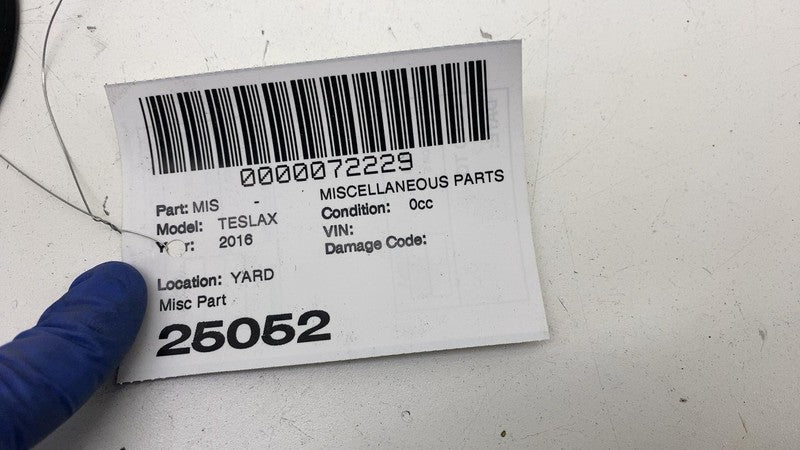 0000072229
Part: MIS - MISCELLANEOUS PARTS
Model: TESLAX Condition: 0cc
2016 VIN:
Damage Code:
Location: YARD
Misc Part
25052